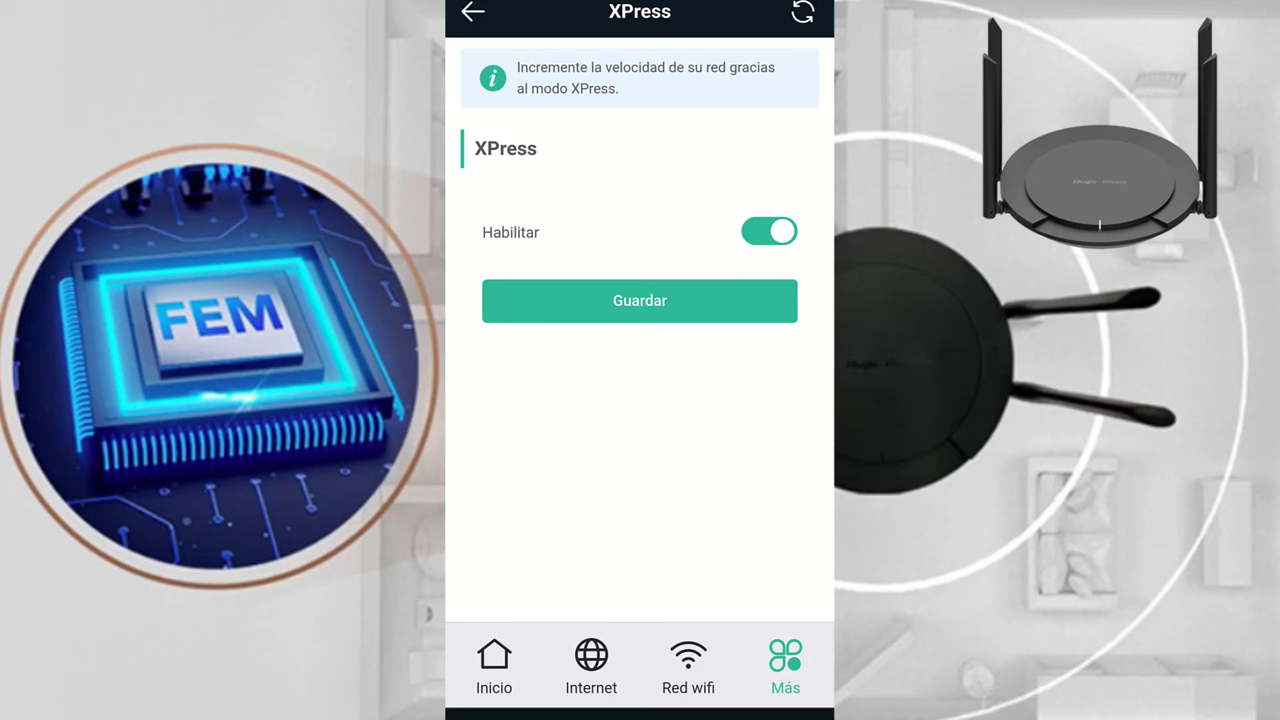 XPress
Incremente la velocidad de su red gracias
al modo XPress.
XPress
Habilitar
Guardar
Inicio
Internet
Red wifi
Más
FEM
Ruijie